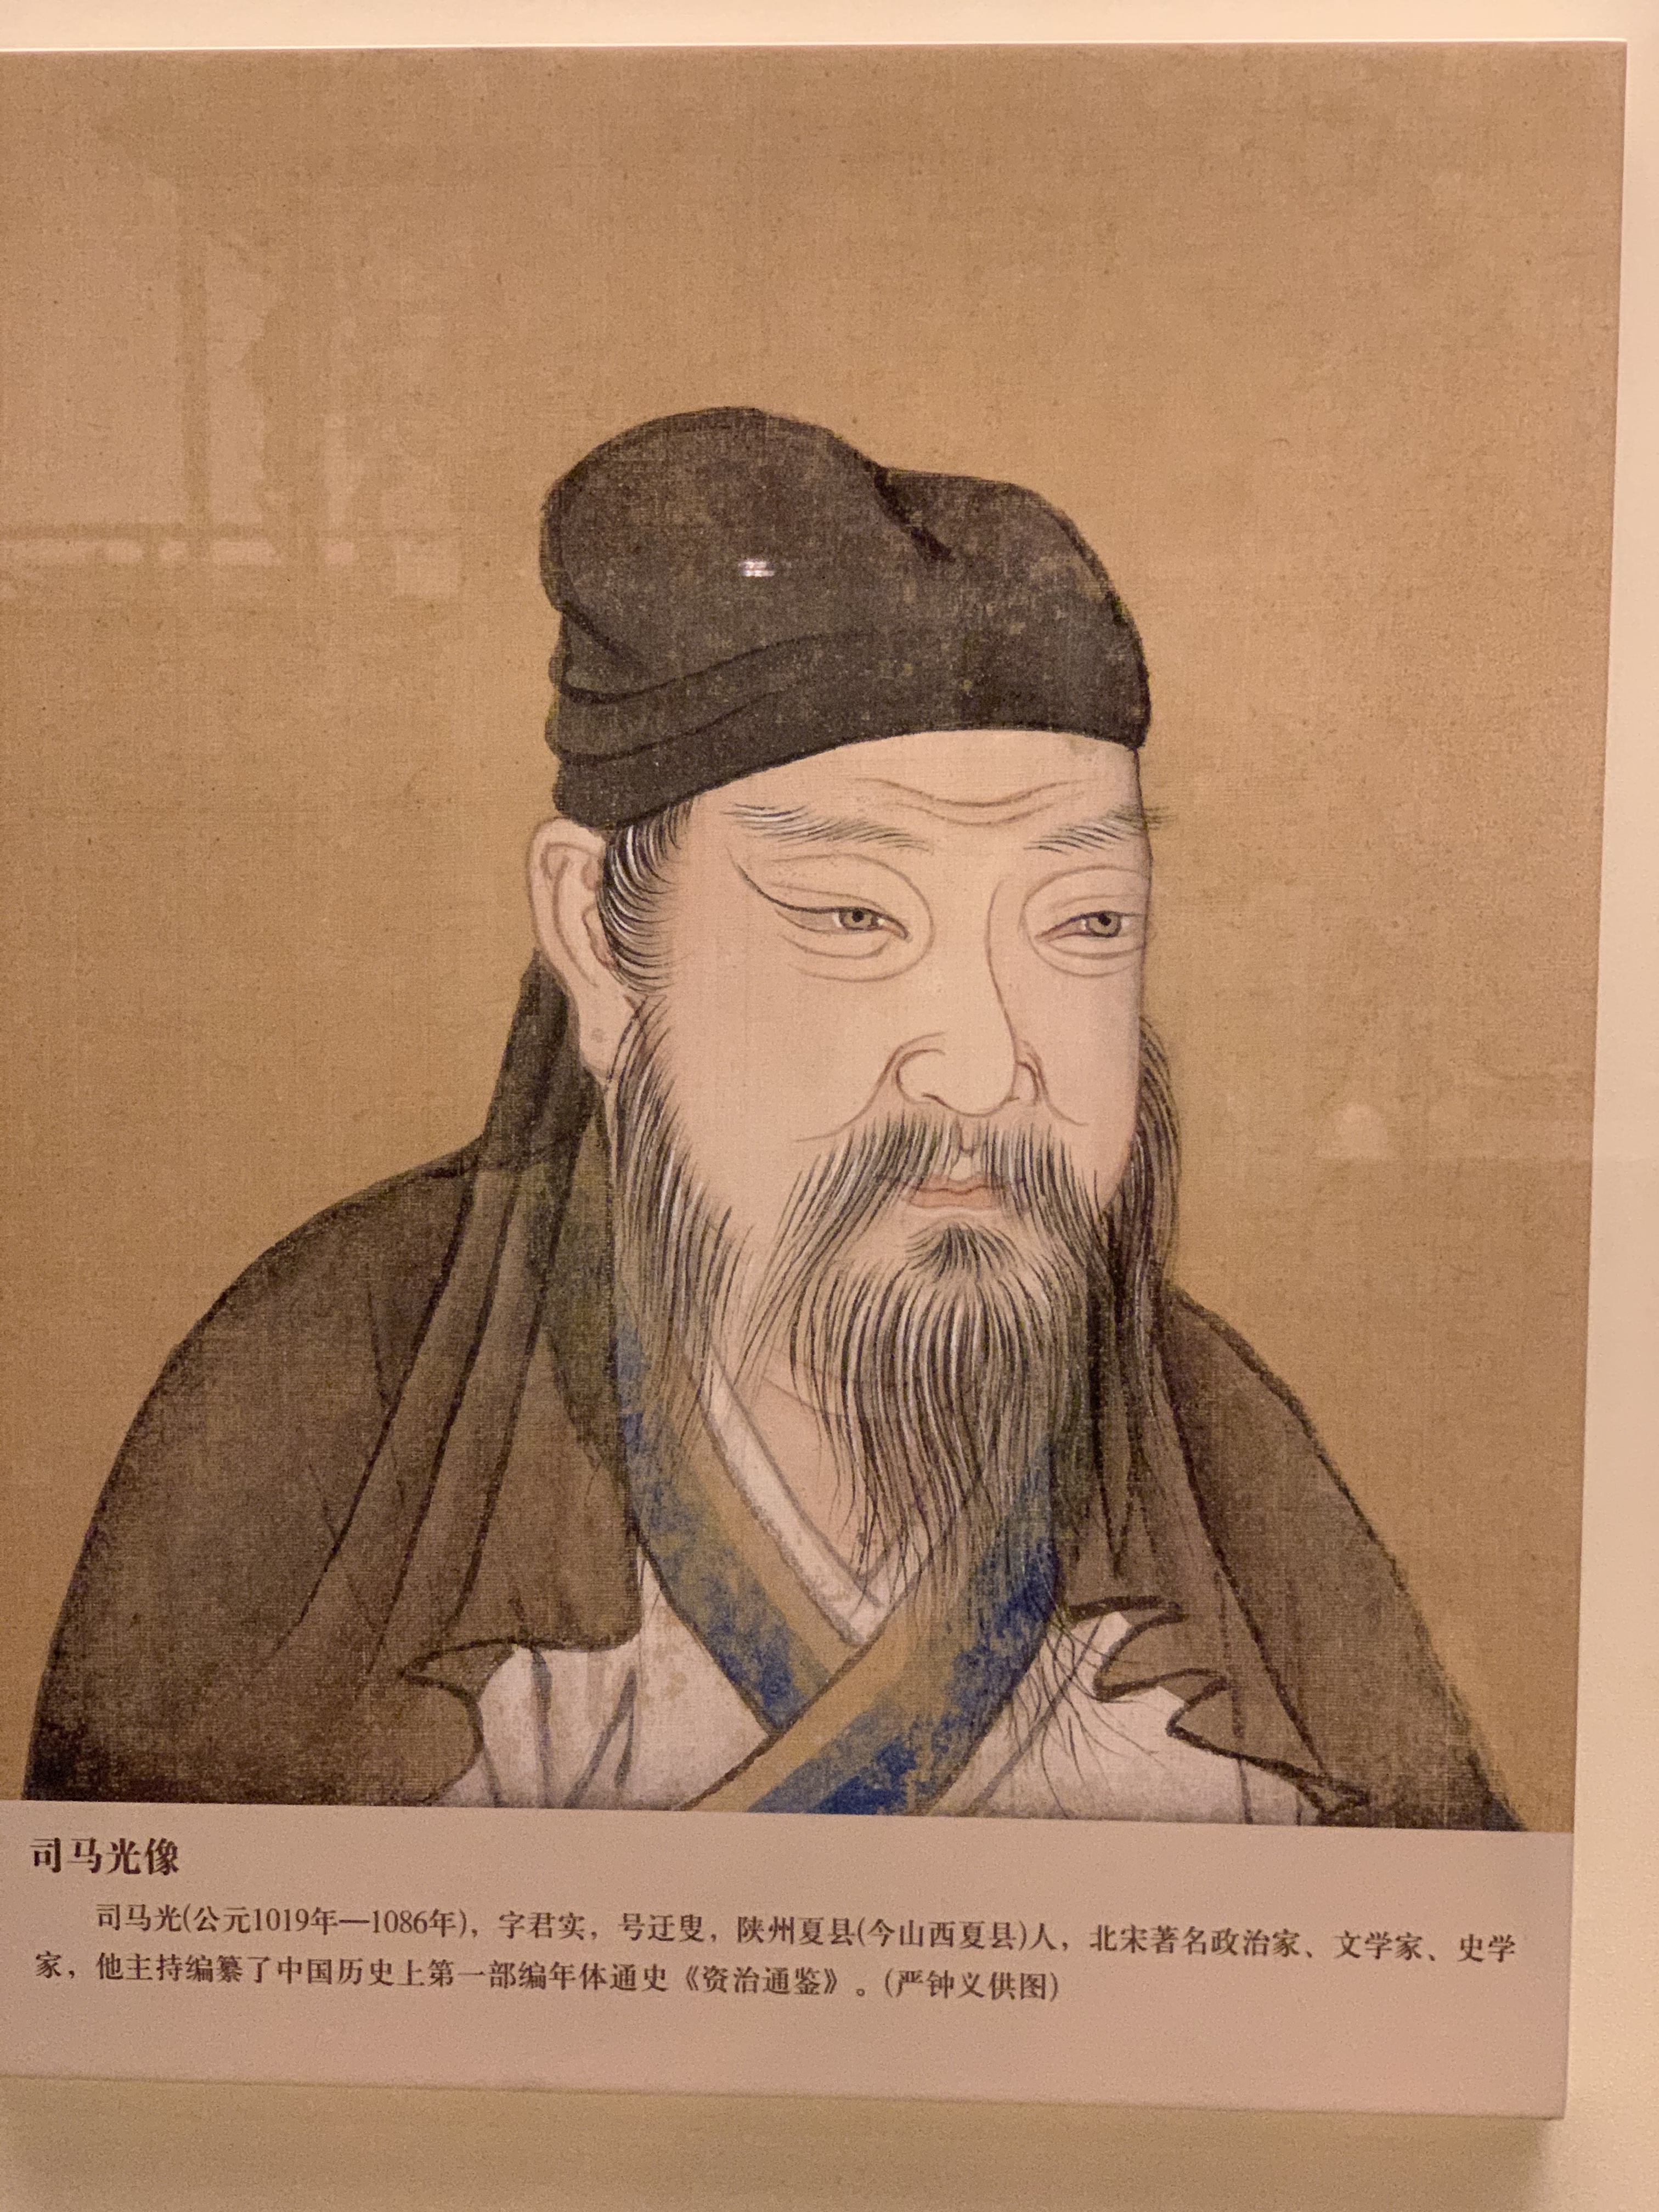 司马光像
司马光(公元1019年—1086年)，字君实，号迂叟，陕州夏县(今山西夏县)人，北宋著名政治家、文学家、史学
家，他主持编纂了中国历史上第一部编年体通史《资治通鉴》。(严钟义供图)